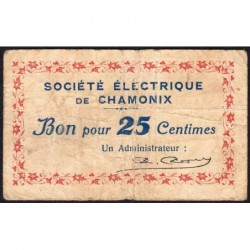 SOCIÉTÉ ÉLECTRIQUE
DE CHAMONIX
Bon pour 25 Centimes
Un Administrateur :